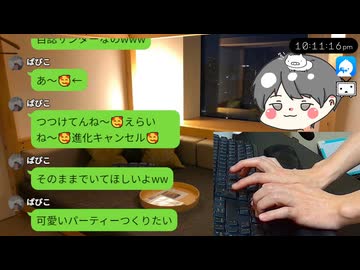 日誌サンダーなのwww
10:11:16pm
ぱぴこ
あ〜🥰←
ぱぴこ
つつけてんね〜🥰えらい
ね〜🥰進化キャンセル🥰
ぱぴこ
そのままでいてほしいよww
ぱぴこ
可愛いパーティーつくりたい